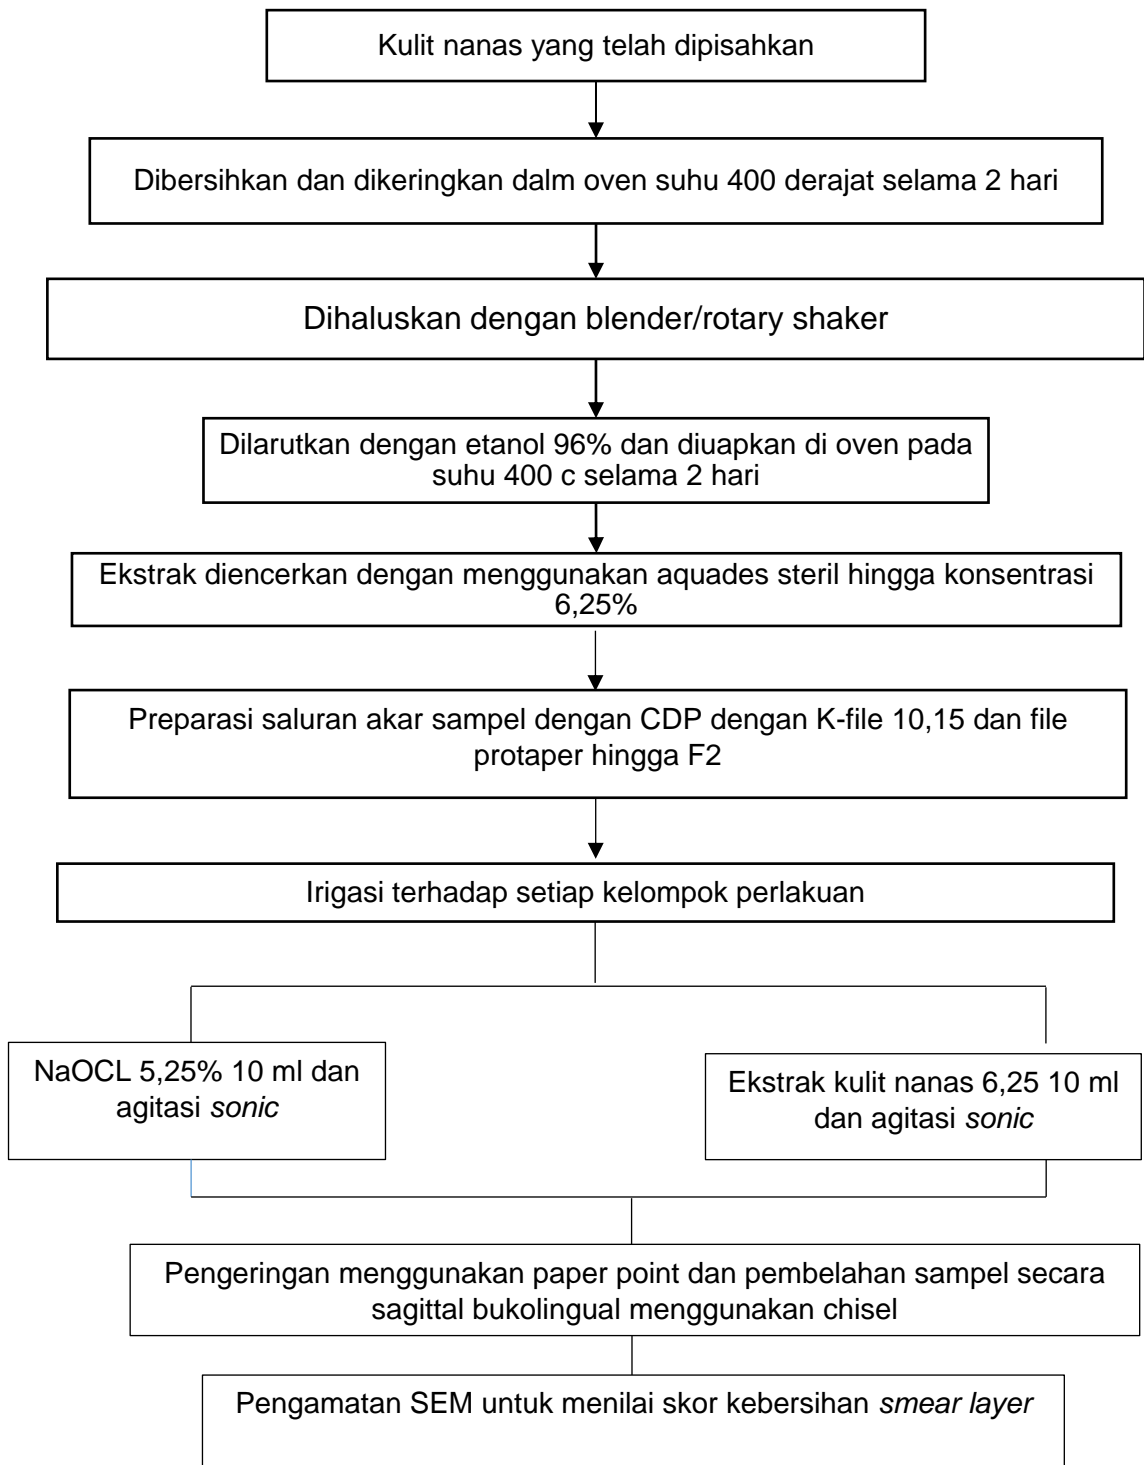 Kulit nanas yang telah dipisahkan
Dibersihkan dan dikeringkan dalm oven suhu 400 derajat selama 2 hari
Dihaluskan dengan blender/rotary shaker
Dilarutkan dengan etanol 96% dan diuapkan di oven pada
suhu 400 c selama 2 hari
Ekstrak diencerkan dengan menggunakan aquades steril hingga konsentrasi
6,25%
Preparasi saluran akar sampel dengan CDP dengan K-file 10,15 dan file
protaper hingga F2
Irigasi terhadap setiap kelompok perlakuan
NaOCL 5,25% 10 ml dan
agitasi sonic
Ekstrak kulit nanas 6,25 10 ml
dan agitasi sonic
Pengeringan menggunakan paper point dan pembelahan sampel secara
sagittal bukolingual menggunakan chisel
Pengamatan SEM untuk menilai skor kebersihan smear layer